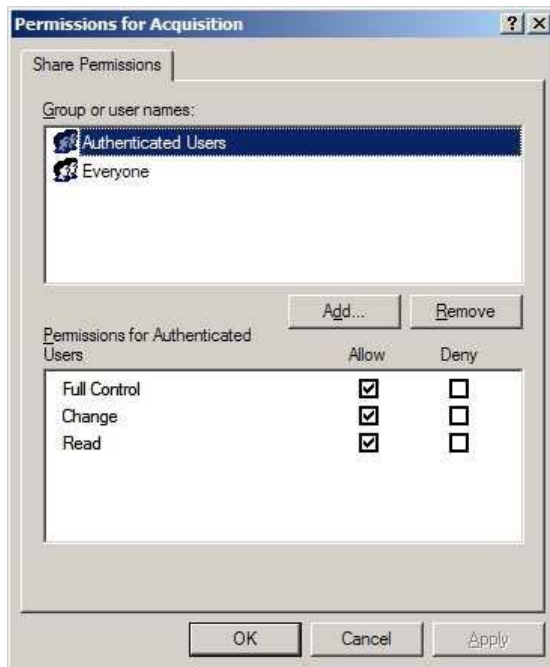 Permissions for Acquisition
Share Permissions
Group or user names:
Authenticated Users
Everyone
Add... Remove
Permissions for Authenticated
Users Allow Deny
Full Control
Change
Read
OK Cancel Apply